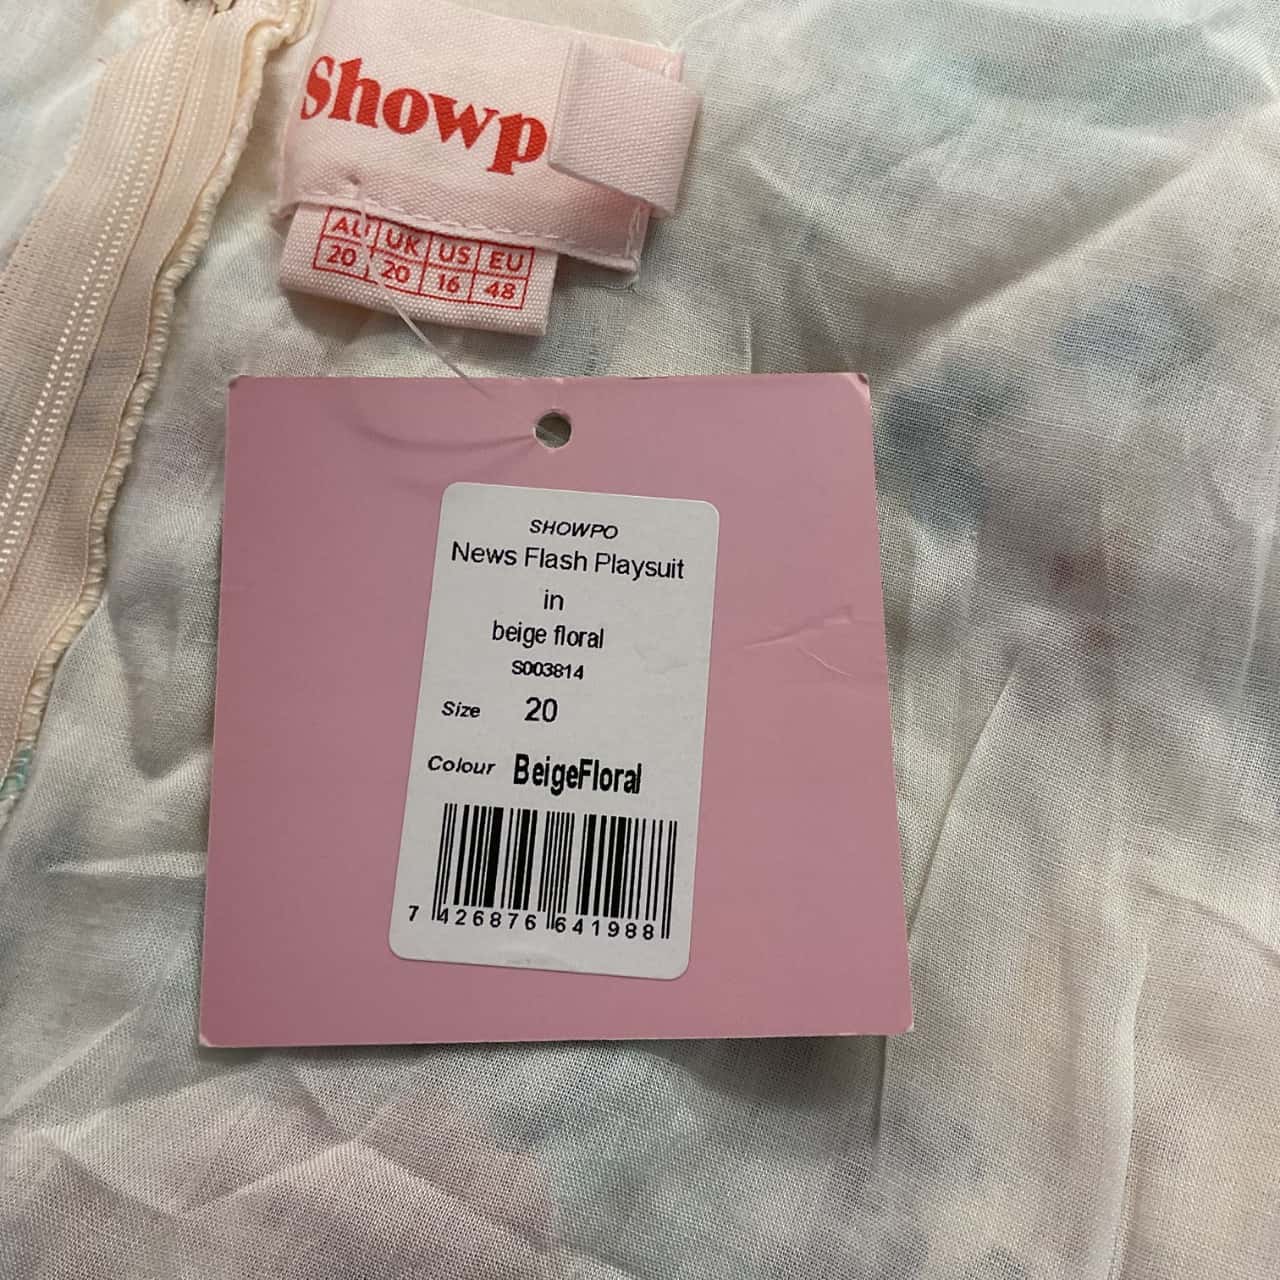 Showp
AU UK US EU
20 20 16 48
SHOWPO
News Flash Playsuit
in
beige floral
S003814
Size 20
Colour BeigeFloral
7 426876 641988